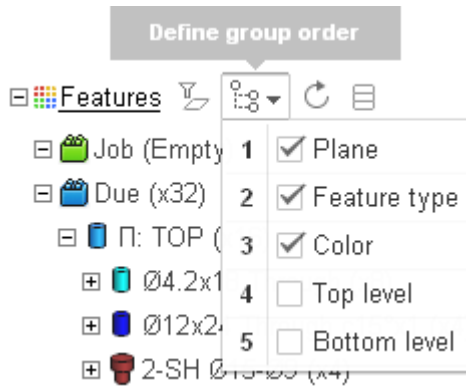 Define group order
Features
Job (Empty
1 Plane
Due (x32)
2 Feature type
П: TOP (
3 Color
Ø4.2x1
4 Top level
Ø12x2
5 Bottom level
2-SH (x4)